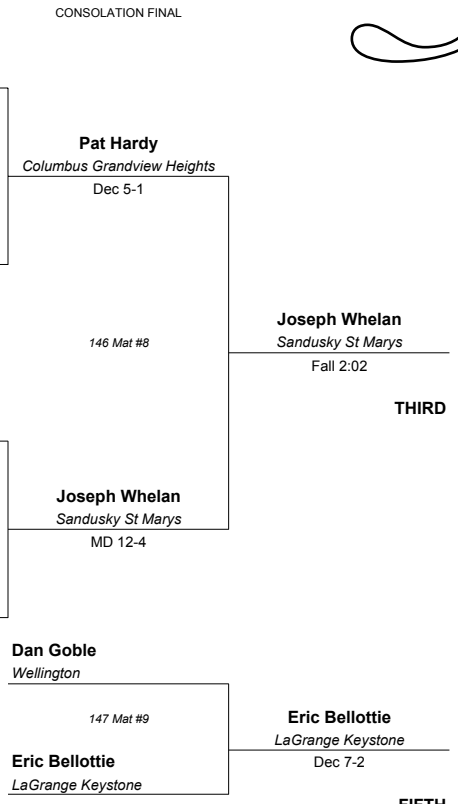 CONSOLATION FINAL
Pat Hardy
Columbus Grandview Heights
Dec 5-1
146 Mat #8
Joseph Whelan
Sandusky St Marys
Fall 2:02
THIRD
Joseph Whelan
Sandusky St Marys
MD 12-4
Dan Goble
Wellington
147 Mat #9
Eric Bellottie
LaGrange Keystone
Dec 7-2
Eric Bellottie
LaGrange Keystone
FIFTH